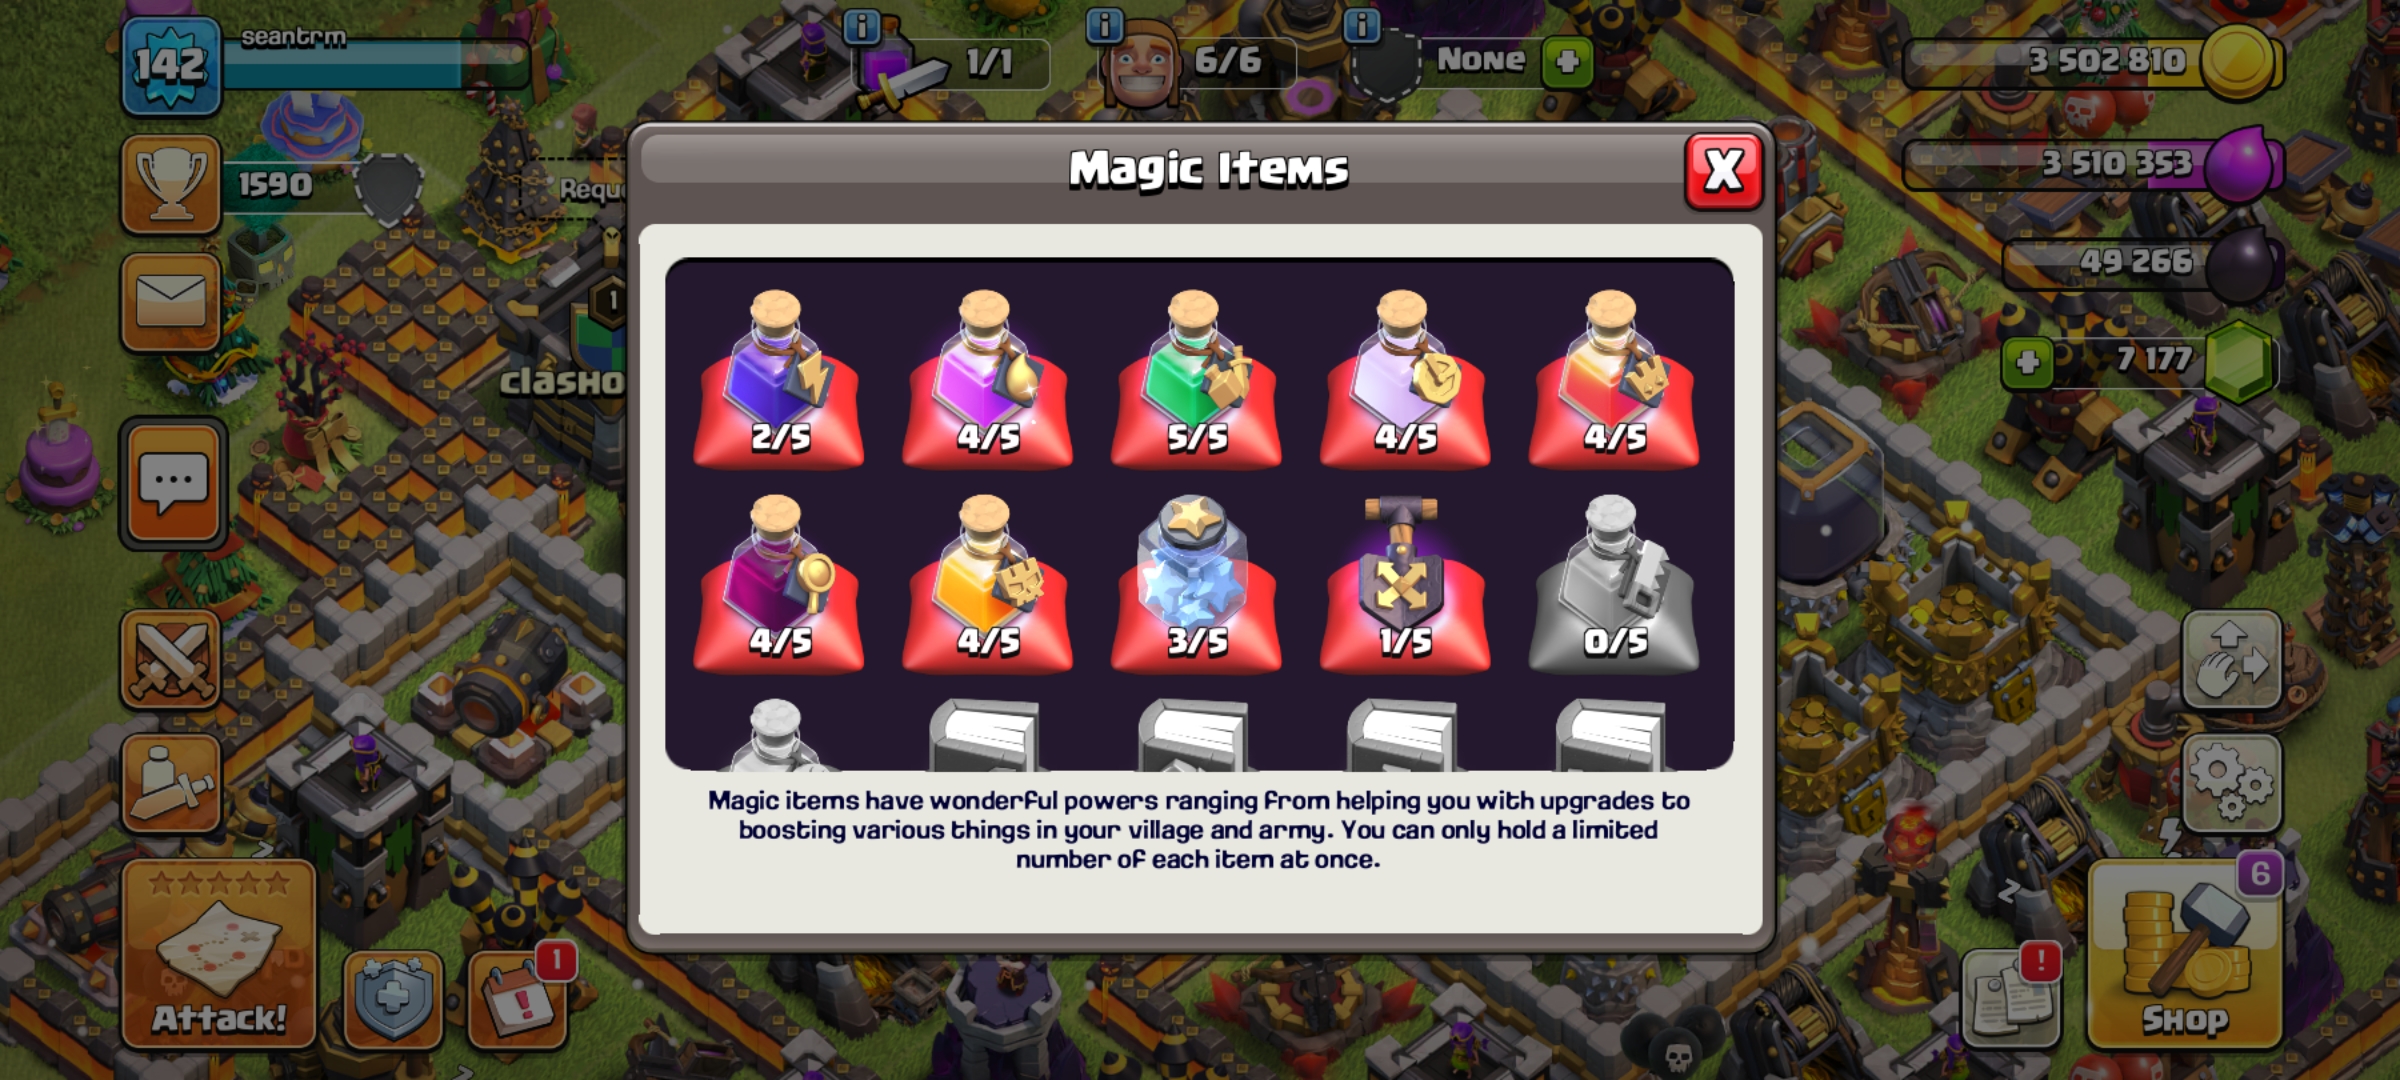 142
seantrm
1/1
6/6
None
3 502 810
1590
3 510 353
49 266
7 177
Magic Items
X
2/5
4/5
5/5
4/5
4/5
4/5
4/5
3/5
1/5
0/5
Magic items have wonderful powers ranging from helping you with upgrades to
boosting various things in your village and army. You can only hold a limited
number of each item at once.
1
Attack!
1
!
6
Shop